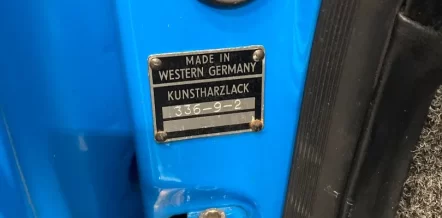 MADE IN
WESTERN GERMANY
KUNSTHARZLACK
336-9-2